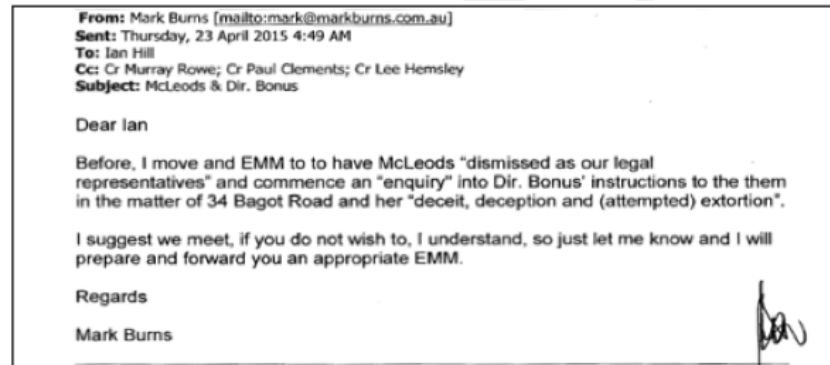 From: Mark Burns [mailto:mark@markburns.com.au]
Sent: Thursday, 23 April 2015 4:49 AM
To: Ian Hill
Cc: Cr Murray Rowe; Cr Paul Clements; Cr Lee Hemsley
Subject: McLeods & Dir. Bonus
Dear Ian
Before, I move and EMM to to have McLeods "dismissed as our legal
representatives" and commence an "enquiry" into Dir. Bonus' instructions to the them
in the matter of 34 Bagot Road and her "deceit, deception and (attempted) extortion".
I suggest we meet, if you do not wish to, I understand, so just let me know and I will
prepare and forward you an appropriate EMM.
Regards
Mark Burns